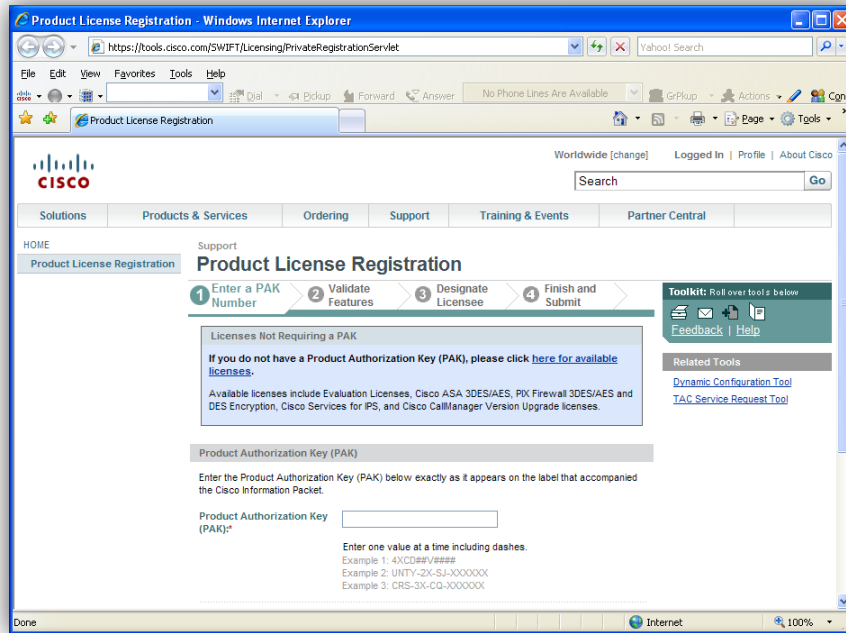 Product License Registration - Windows Internet Explorer
https://tools.cisco.com/SWIFT/Licensing/PrivateRegistrationServlet
Yahoo! Search
File Edit View Favorites Tools Help
Dial Pickup Forward Answer No Phone Lines Are Available GrPkup Actions
Product License Registration
Page Tools
CISCO
Worldwide [change] Logged In | Profile | About Cisco
Search Go
Solutions Products & Services Ordering Support Training & Events Partner Central
HOME
Product License Registration
Support
Product License Registration
1 Enter a PAK Number
2 Validate Features
3 Designate Licensee
4 Finish and Submit
Toolkit: Roll over tools below
Feedback | Help
Related Tools
Dynamic Configuration Tool
TAC Service Request Tool
Licenses Not Requiring a PAK
If you do not have a Product Authorization Key (PAK), please click here for available
licenses.
Available licenses include Evaluation Licenses, Cisco ASA 3DES/AES, PIX Firewall 3DES/AES and
DES Encryption, Cisco Services for IPS, and Cisco CallManager Version Upgrade licenses.
Product Authorization Key (PAK)
Enter the Product Authorization Key (PAK) below exactly as it appears on the label that accompanied
the Cisco Information Packet.
Product Authorization Key
(PAK):*
Enter one value at a time including dashes.
Example 1: 4XCD##V####
Example 2: UNTY-2X-SJ-XXXXXX
Example 3: CRS-3X-CQ-XXXXXX
Done Internet 100%